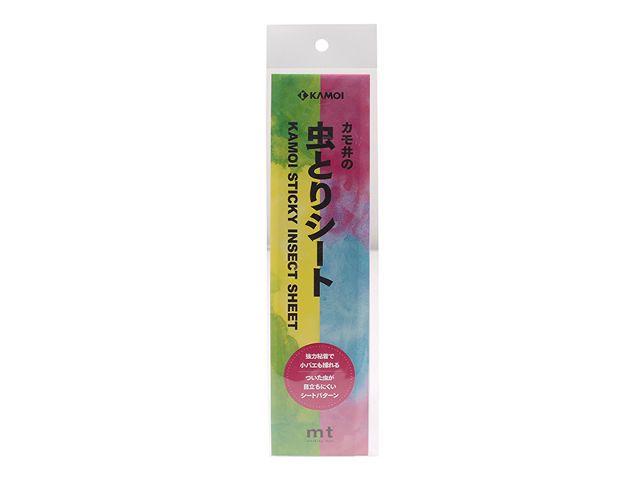 KAMOI
カモ井の
虫とりシート
KAMOI STICKY INSECT SHEET
強力粘着で
小バエも捕れる
ついた虫が
目立ちにくい
シートパターン
mt